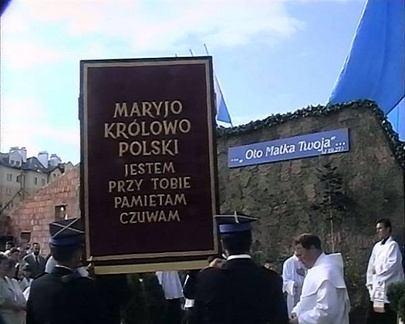 MARYJO
KRÓLOWO
POLSKI
JESTEM
PRZY TOBIE
PAMIĘTAM
CZUWAM
... „Oto Matka Twoja"...